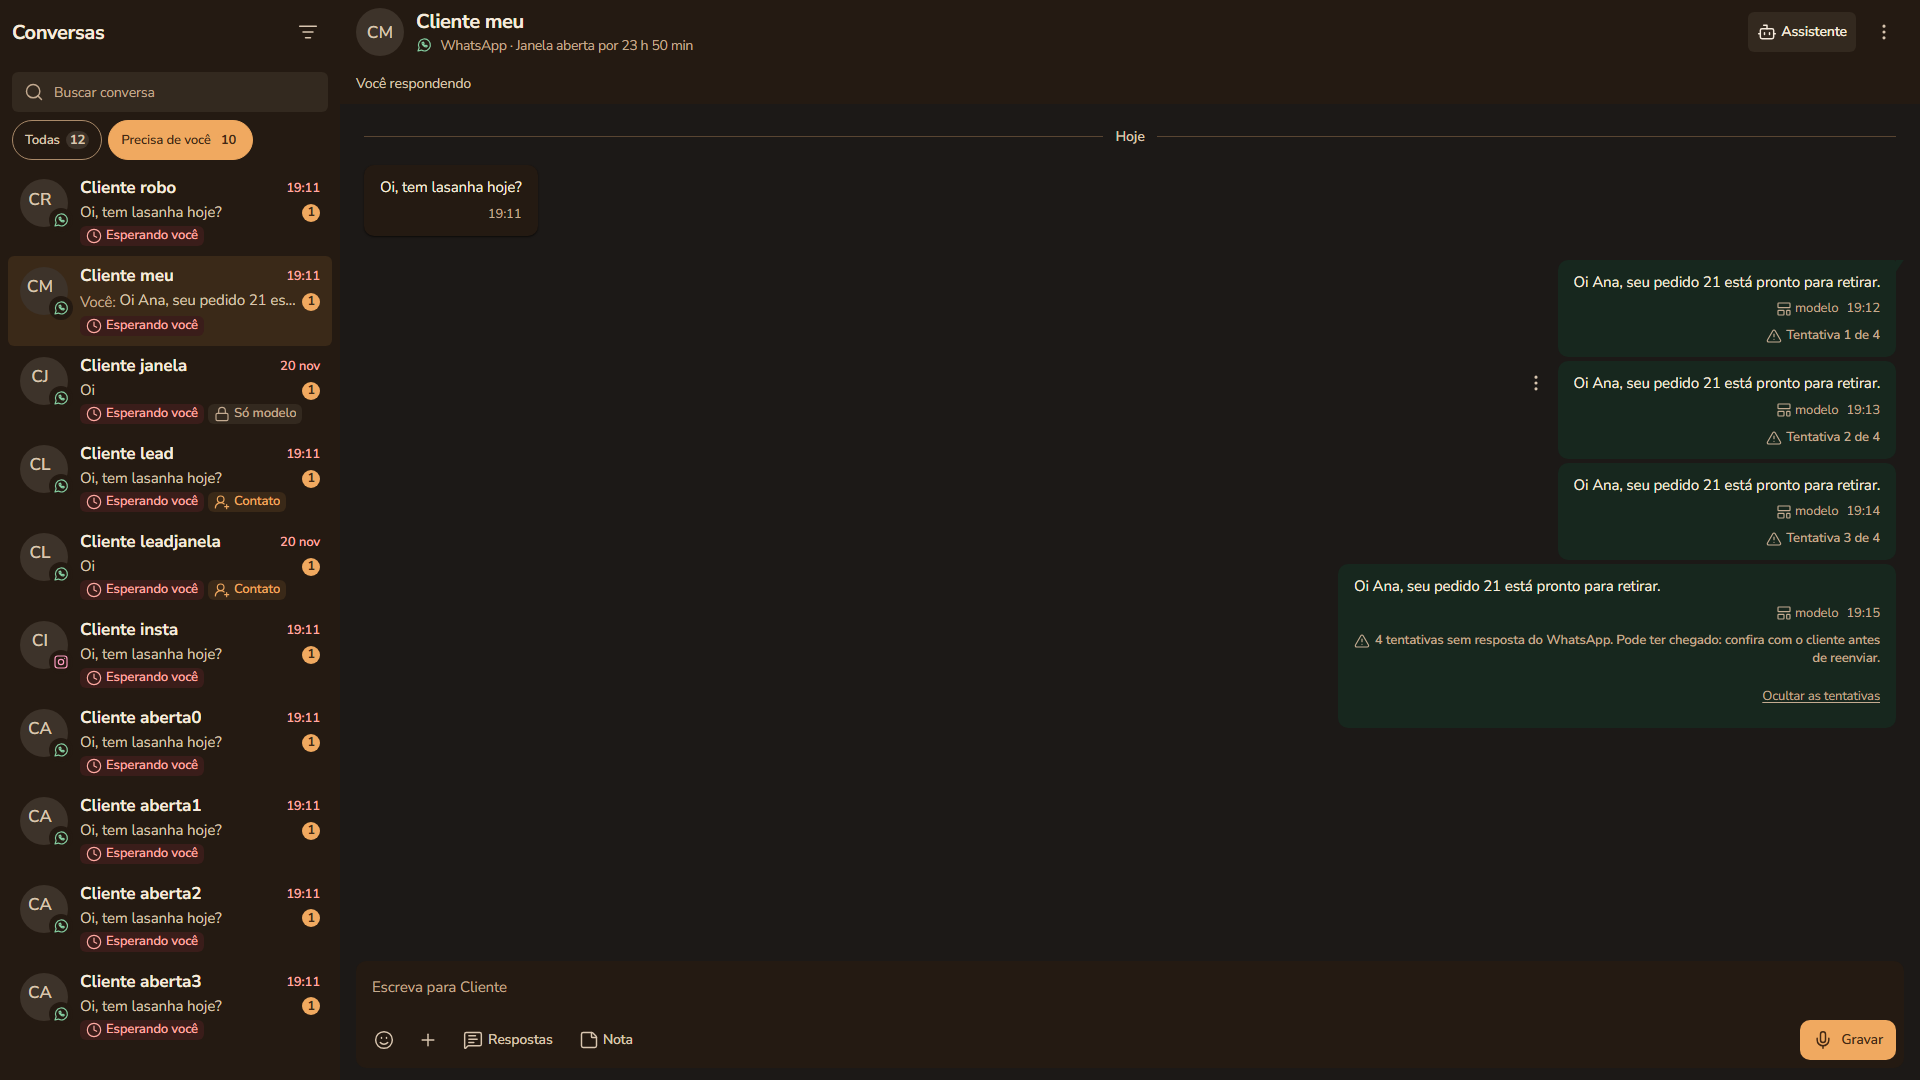 Conversas
Buscar conversa
Todas 12
Precisa de você 10
CR
Cliente robo
19:11
Oi, tem lasanha hoje?
1
Esperando você
CM
Cliente meu
19:11
Você: Oi Ana, seu pedido 21 es...
1
Esperando você
CJ
Cliente janela
20 nov
Oi
1
Esperando você
Só modelo
CL
Cliente lead
19:11
Oi, tem lasanha hoje?
1
Esperando você
Contato
CL
Cliente leadjanela
20 nov
Oi
1
Esperando você
Contato
CI
Cliente insta
19:11
Oi, tem lasanha hoje?
1
Esperando você
CA
Cliente aberta0
19:11
Oi, tem lasanha hoje?
1
Esperando você
CA
Cliente aberta1
19:11
Oi, tem lasanha hoje?
1
Esperando você
CA
Cliente aberta2
19:11
Oi, tem lasanha hoje?
1
Esperando você
CA
Cliente aberta3
19:11
Oi, tem lasanha hoje?
1
Esperando você
CM
Cliente meu
WhatsApp · Janela aberta por 23 h 50 min
Assistente
Você respondendo
Hoje
Oi, tem lasanha hoje?
19:11
Oi Ana, seu pedido 21 está pronto para retirar.
modelo 19:12
Tentativa 1 de 4
Oi Ana, seu pedido 21 está pronto para retirar.
modelo 19:13
Tentativa 2 de 4
Oi Ana, seu pedido 21 está pronto para retirar.
modelo 19:14
Tentativa 3 de 4
Oi Ana, seu pedido 21 está pronto para retirar.
modelo 19:15
4 tentativas sem resposta do WhatsApp. Pode ter chegado: confira com o cliente antes
de reenviar.
Ocultar as tentativas
Escreva para Cliente
Respostas
Nota
Gravar